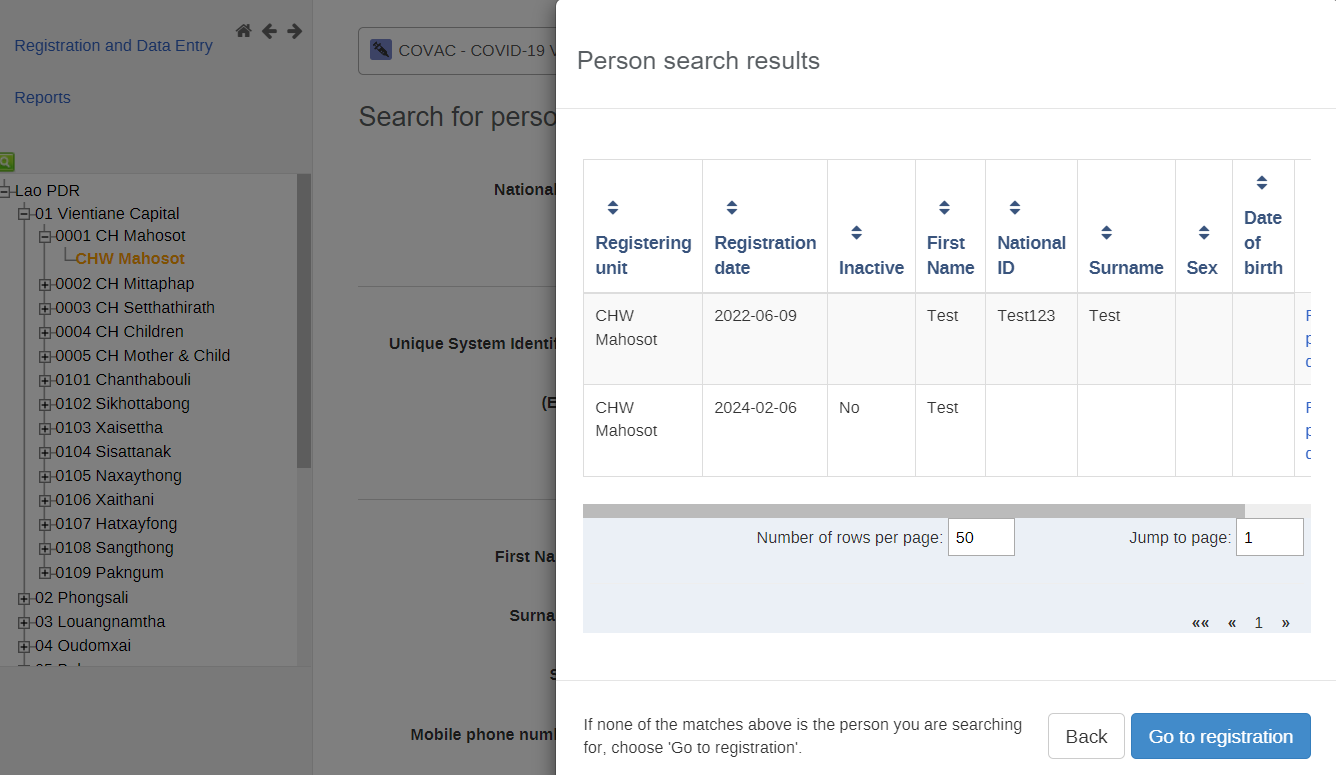 Registration and Data Entry
Reports
Lao PDR
01 Vientiane Capital
0001 CH Mahosot
CHW Mahosot
0002 CH Mittaphap
0003 CH Setthathirath
0004 CH Children
0005 CH Mother & Child
0101 Chanthabouli
0102 Sikhottabong
0103 Xaisettha
0104 Sisattanak
0105 Naxaythong
0106 Xaithani
0107 Hatxayfong
0108 Sangthong
0109 Pakngum
02 Phongsali
03 Louangnamtha
04 Oudomxai
COVAC - COVID-19 V
Search for perso
National
Unique System Identif
(E
First Na
Surna
S
Mobile phone numb
Person search results
Registering unit
Registration date
Inactive
First Name
National ID
Surname
Sex
Date of birth
CHW Mahosot 2022-06-09 Test Test123 Test
CHW Mahosot 2024-02-06 No Test
Number of rows per page: 50 Jump to page: 1
«« « 1 »
If none of the matches above is the person you are searching
for, choose 'Go to registration'.
Back
Go to registration